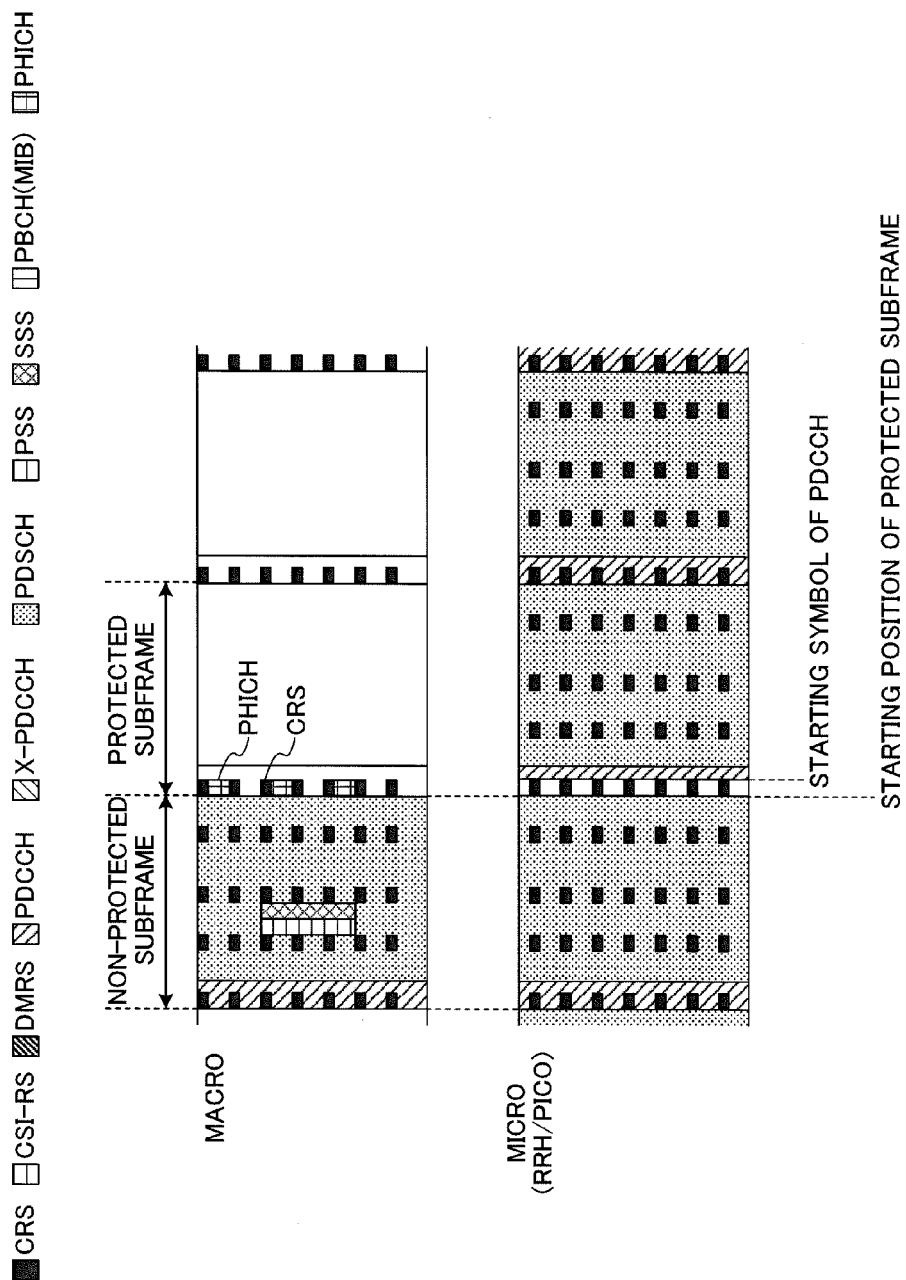 CRS CSI-RS DMRS PDCCH X-PDCCH PDSCH PSS SSS PBCH(MIB) PHICH
NON-PROTECTED
SUBFRAME
PROTECTED
SUBFRAME
MACRO
PHICH
CRS
MICRO
(RRH/PICO)
STARTING SYMBOL OF PDCCH
STARTING POSITION OF PROTECTED SUBFRAME